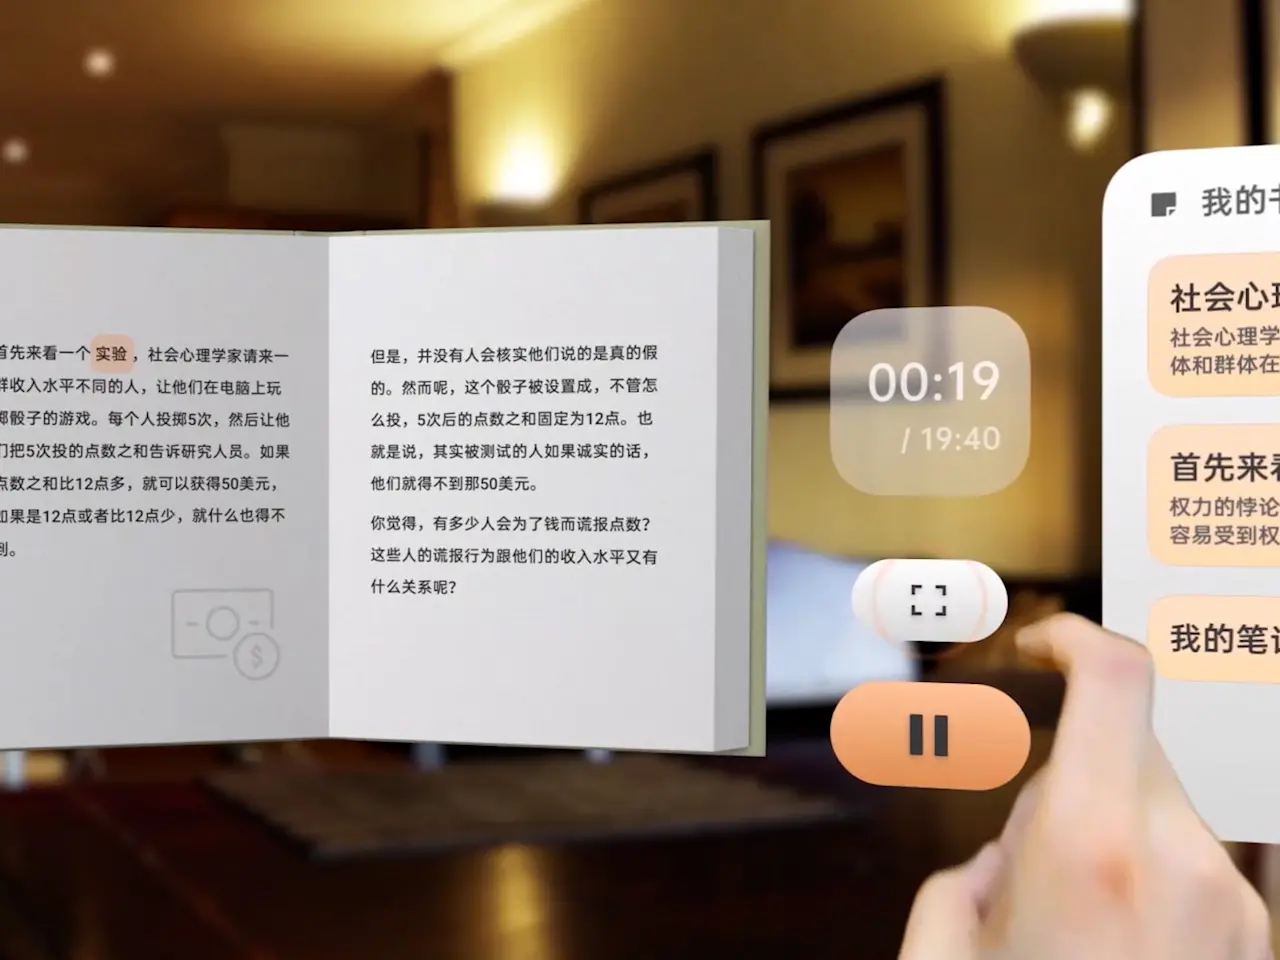 首先来看一个实验，社会心理学家请来一
群收入水平不同的人，让他们在电脑上玩
掷骰子的游戏。每个人投掷5次，然后让他
们把5次投的点数之和告诉研究人员。如果
点数之和比12点多，就可以获得50美元，
如果是12点或者比12点少，就什么也得不
到。
但是，并没有人会核实他们说的是真的假
的。然而呢，这个骰子被设置成，不管怎
么投，5次后的点数之和固定为12点。也
就是说，其实被测试的人如果诚实的话，
他们就得不到那50美元。
你觉得，有多少人会为了钱而谎报点数？
这些人的谎报行为跟他们的收入水平又有
什么关系呢？
$
00:19
/ 19:40
我的
社会心理
社会心理学
体和群体在
首先来看
权力的悖论
容易受到权
我的笔